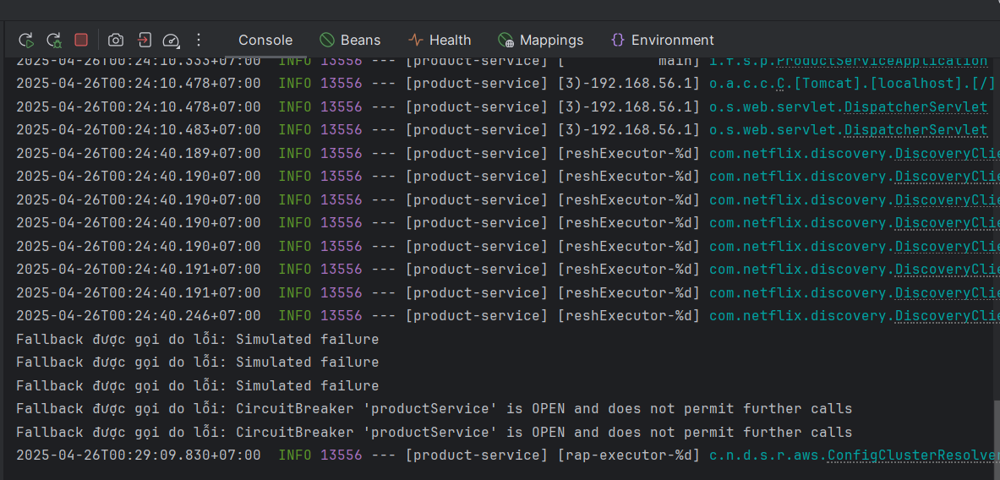 Console Beans Health Mappings Environment
2025-04-26T00:24:10.333+07:00 INFO 13556 --- [product-service] [ main] i.f.s.p.ProductServiceApplication
2025-04-26T00:24:10.478+07:00 INFO 13556 --- [product-service] [3)-192.168.56.1] o.a.c.c.C.[Tomcat].[localhost].[/]
2025-04-26T00:24:10.478+07:00 INFO 13556 --- [product-service] [3)-192.168.56.1] o.s.web.servlet.DispatcherServlet
2025-04-26T00:24:10.483+07:00 INFO 13556 --- [product-service] [3)-192.168.56.1] o.s.web.servlet.DispatcherServlet
2025-04-26T00:24:40.189+07:00 INFO 13556 --- [product-service] [reshExecutor-%d] com.netflix.discovery.DiscoveryClie
2025-04-26T00:24:40.190+07:00 INFO 13556 --- [product-service] [reshExecutor-%d] com.netflix.discovery.DiscoveryClie
2025-04-26T00:24:40.190+07:00 INFO 13556 --- [product-service] [reshExecutor-%d] com.netflix.discovery.DiscoveryClie
2025-04-26T00:24:40.190+07:00 INFO 13556 --- [product-service] [reshExecutor-%d] com.netflix.discovery.DiscoveryClie
2025-04-26T00:24:40.190+07:00 INFO 13556 --- [product-service] [reshExecutor-%d] com.netflix.discovery.DiscoveryClie
2025-04-26T00:24:40.191+07:00 INFO 13556 --- [product-service] [reshExecutor-%d] com.netflix.discovery.DiscoveryClie
2025-04-26T00:24:40.191+07:00 INFO 13556 --- [product-service] [reshExecutor-%d] com.netflix.discovery.DiscoveryClie
2025-04-26T00:24:40.246+07:00 INFO 13556 --- [product-service] [reshExecutor-%d] com.netflix.discovery.DiscoveryClie
Fallback được gọi do lỗi: Simulated failure
Fallback được gọi do lỗi: Simulated failure
Fallback được gọi do lỗi: Simulated failure
Fallback được gọi do lỗi: CircuitBreaker 'productService' is OPEN and does not permit further calls
Fallback được gọi do lỗi: CircuitBreaker 'productService' is OPEN and does not permit further calls
2025-04-26T00:29:09.830+07:00 INFO 13556 --- [product-service] [rap-executor-%d] c.n.d.s.r.aws.ConfigClusterResolver